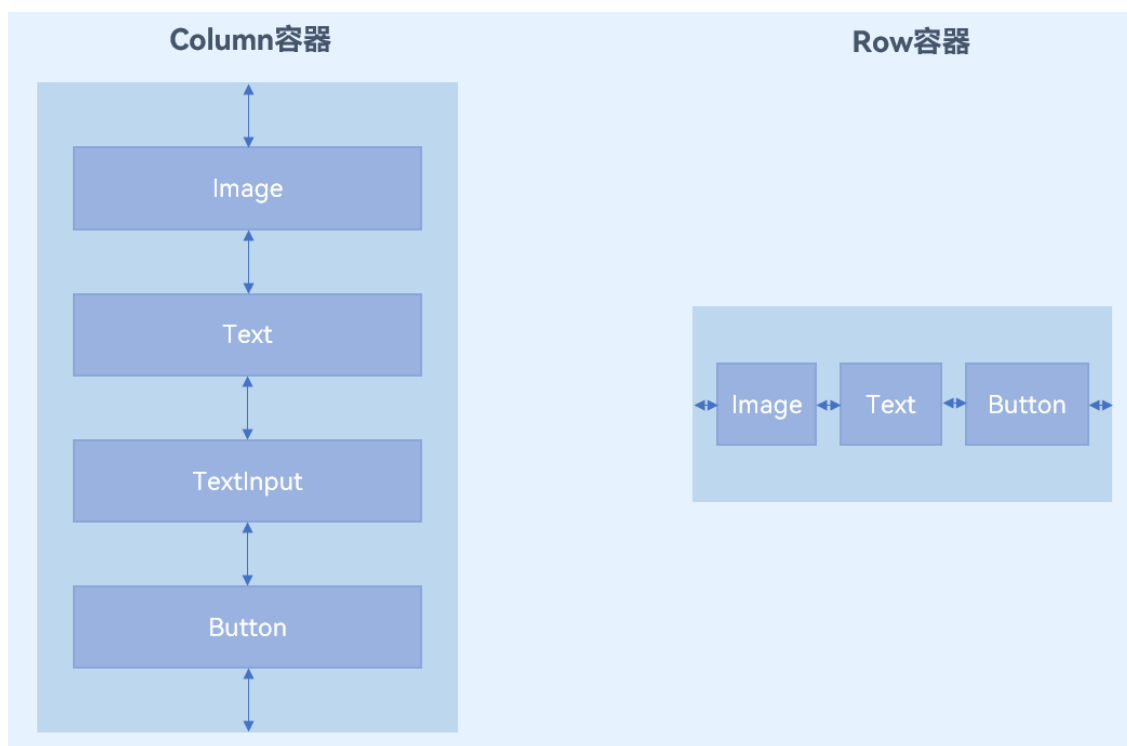 Column容器
Image
Text
TextInput
Button
Row容器
Image
Text
Button